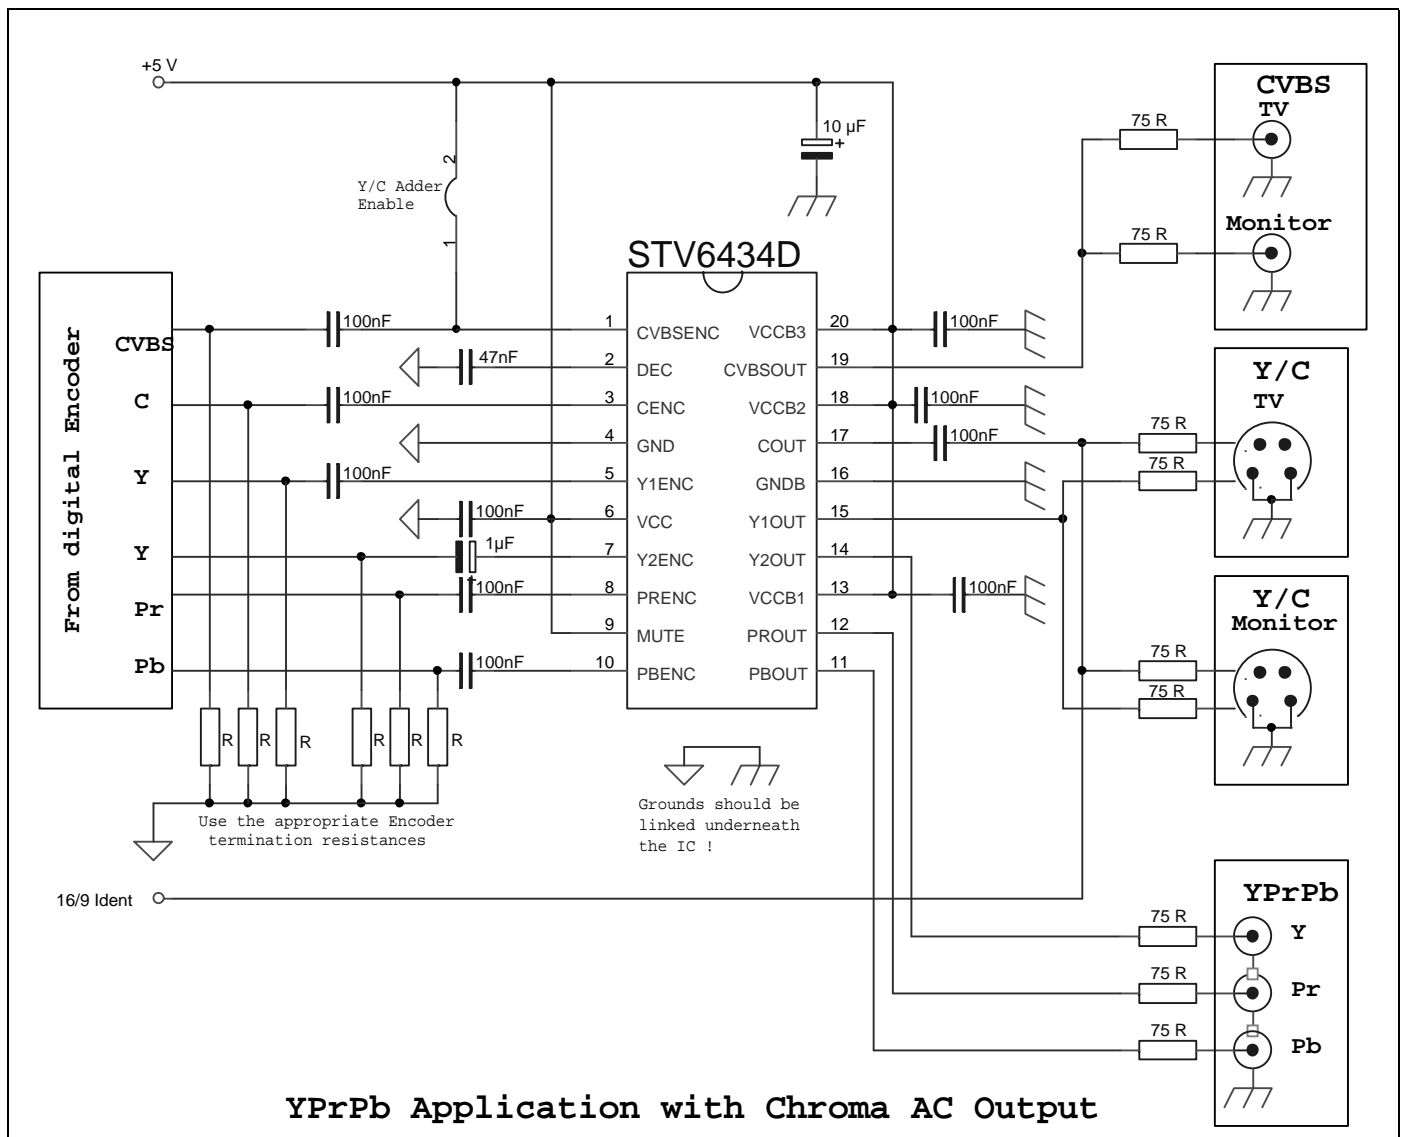 +5 V
10 µF
+
2
Y/C Adder
Enable
1
STV6434D
From digital Encoder
CVBS
C
Y
Y
Pr
Pb
100nF
47nF
100nF
100nF
100nF
1µF
+
100nF
100nF
1 CVBSENC
2 DEC
3 CENC
4 GND
5 Y1ENC
6 VCC
7 Y2ENC
8 PRENC
9 MUTE
10 PBENC
VCCB3 20
CVBSOUT 19
VCCB2 18
COUT 17
GNDB 16
Y1OUT 15
Y2OUT 14
VCCB1 13
PROUT 12
PBOUT 11
100nF
100nF
100nF
100nF
R R R R R R
Use the appropriate Encoder
termination resistances
Grounds should be
linked underneath
the IC !
16/9 Ident
CVBS
TV
75 R
Monitor
75 R
Y/C
TV
75 R
75 R
Y/C
Monitor
75 R
75 R
YPrPb
75 R Y
75 R Pr
75 R Pb
YPrPb Application with Chroma AC Output